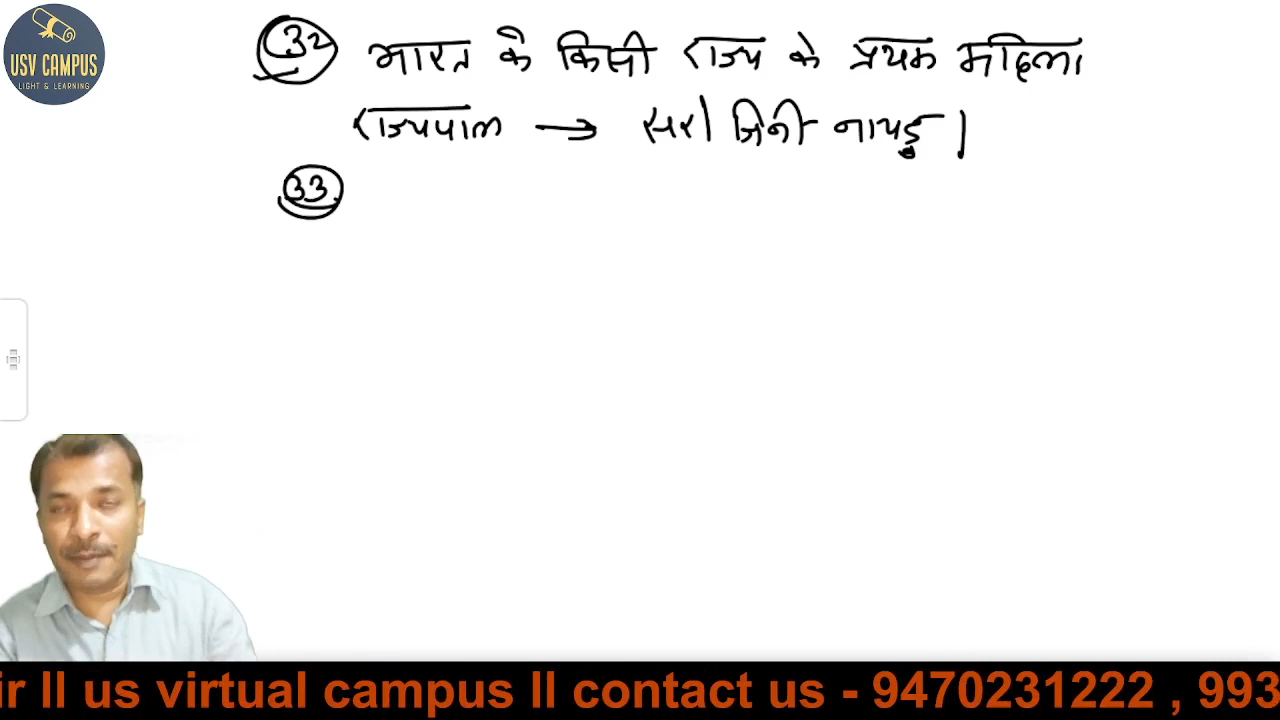 USV CAMPUS
LIGHT & LEARNING
32 भारत के किसी राज्य के प्रथम महिला
राज्यपाल → सरोजिनी नायडु।
33
ir ll us virtual campus ll contact us - 9470231222 , 993